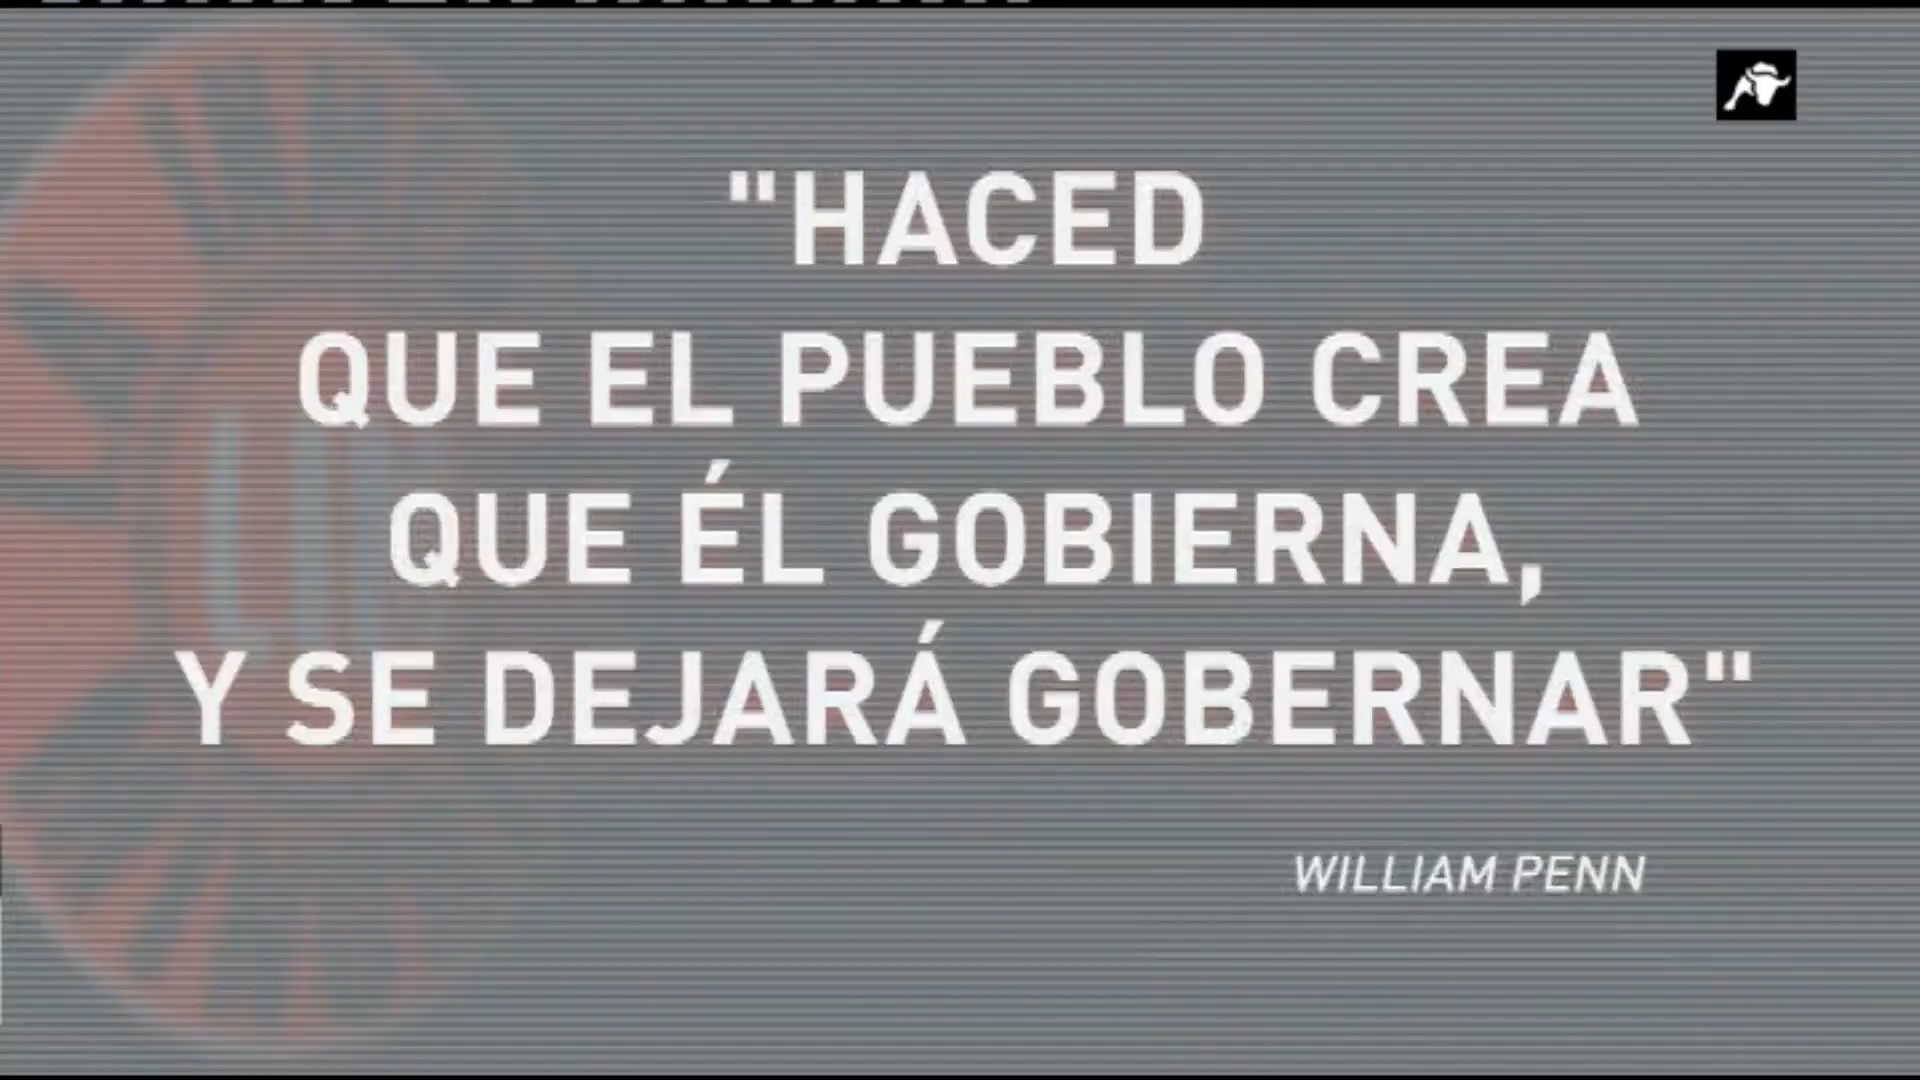 "HACED
QUE EL PUEBLO CREA
QUE ÉL GOBIERNA,
Y SE DEJARÁ GOBERNAR"
WILLIAM PENN